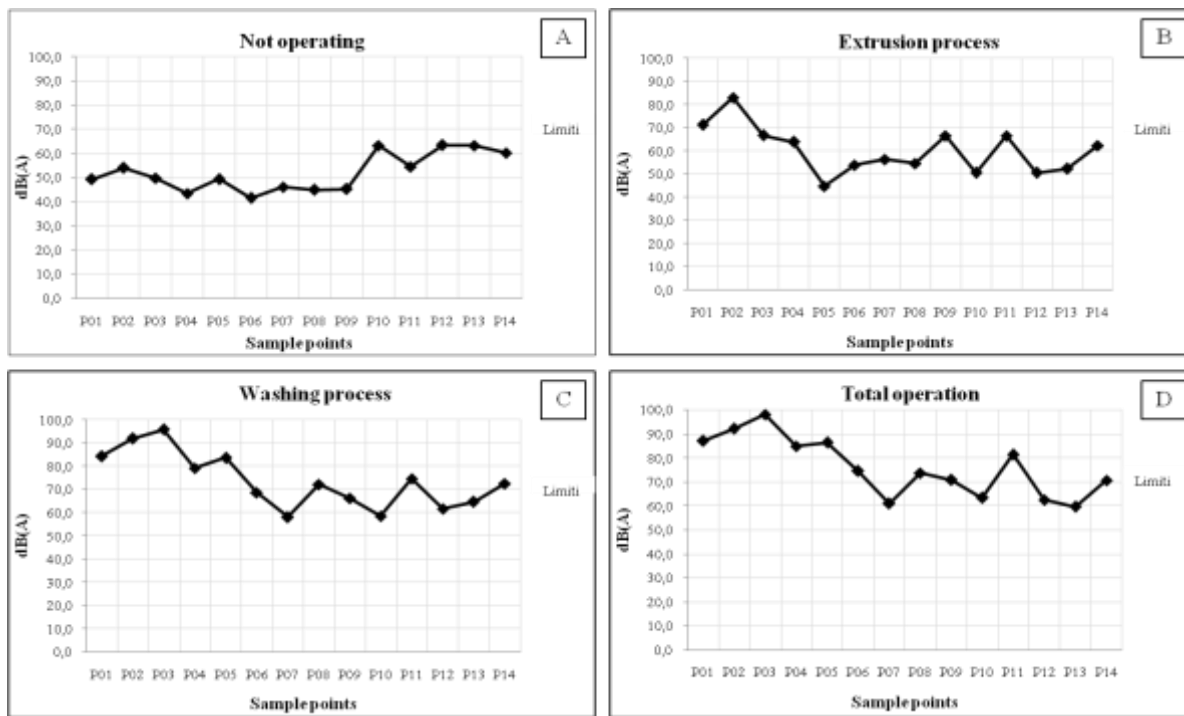 Not operating
A
100,0
90,0
80,0
70,0
60,0
50,0
40,0
30,0
20,0
10,0
0,0
dB(A)
P01 P02 P03 P04 P05 P06 P07 P08 P09 P10 P11 P12 P13 P14
Sample points
Limiti
Extrusion process
B
100,0
90,0
80,0
70,0
60,0
50,0
40,0
30,0
20,0
10,0
0,0
dB(A)
P01 P02 P03 P04 P05 P06 P07 P08 P09 P10 P11 P12 P13 P14
Sample points
Limiti
Washing process
C
100,0
90,0
80,0
70,0
60,0
50,0
40,0
30,0
20,0
10,0
0,0
dB(A)
P01 P02 P03 P04 P05 P06 P07 P08 P09 P10 P11 P12 P13 P14
Sample points
Limiti
Total operation
D
100,0
90,0
80,0
70,0
60,0
50,0
40,0
30,0
20,0
10,0
0,0
dB(A)
P01 P02 P03 P04 P05 P06 P07 P08 P09 P10 P11 P12 P13 P14
Sample points
Limiti